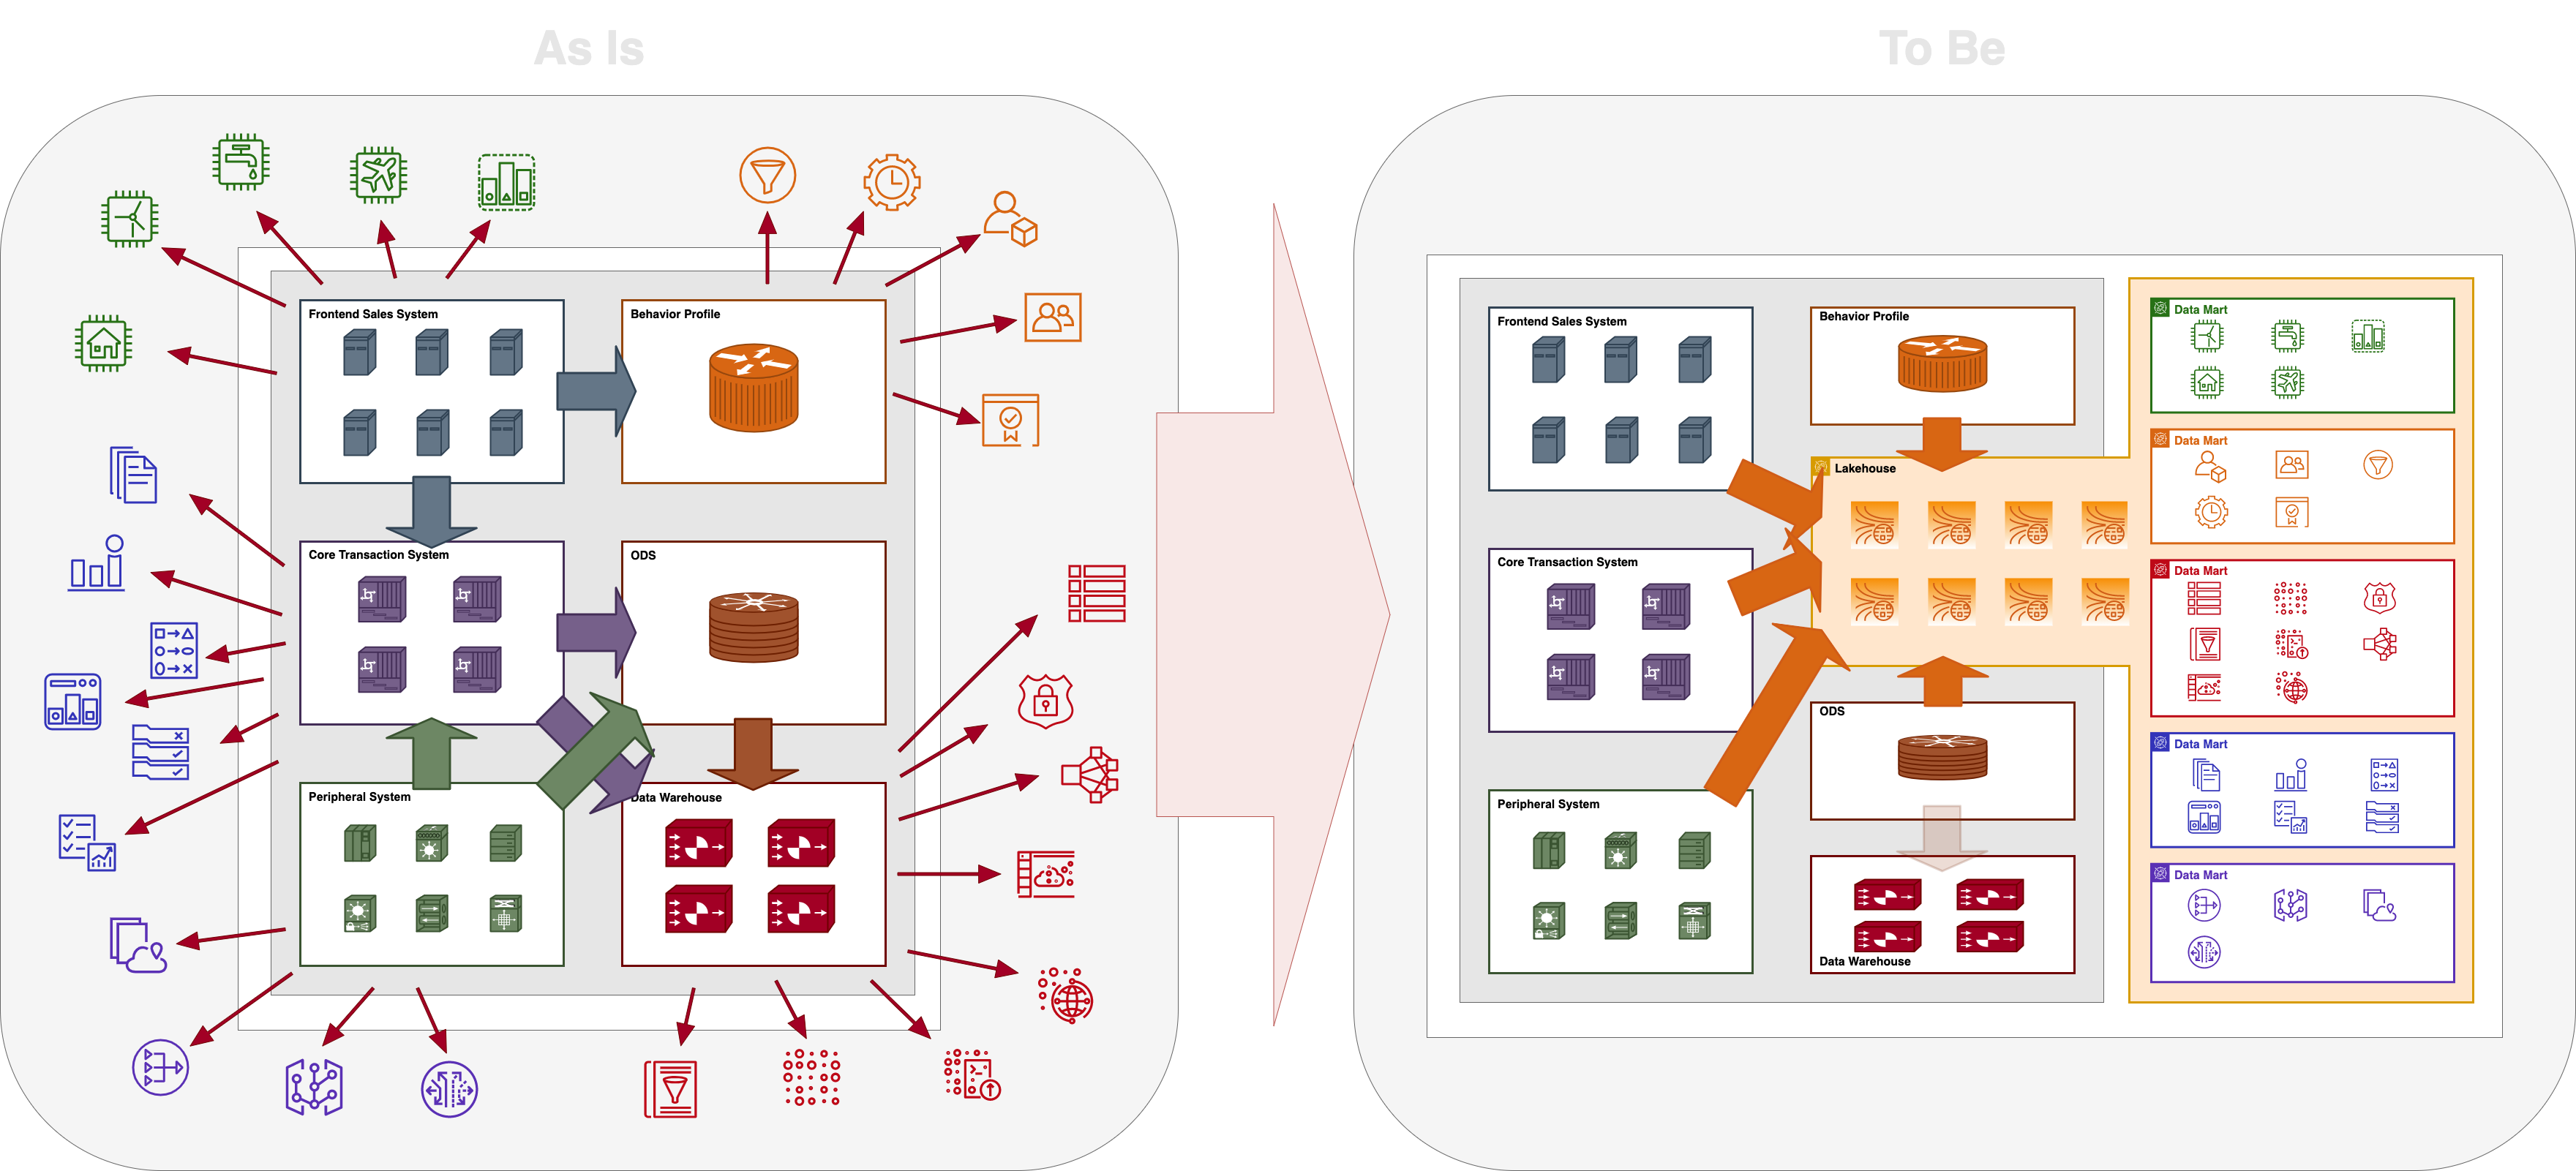 As Is
To Be
Frontend Sales System
Behavior Profile
Core Transaction System
ODS
Peripheral System
Data Warehouse
Frontend Sales System
Behavior Profile
Lakehouse
Core Transaction System
ODS
Peripheral System
Data Warehouse
Data Mart
Data Mart
Data Mart
Data Mart
Data Mart